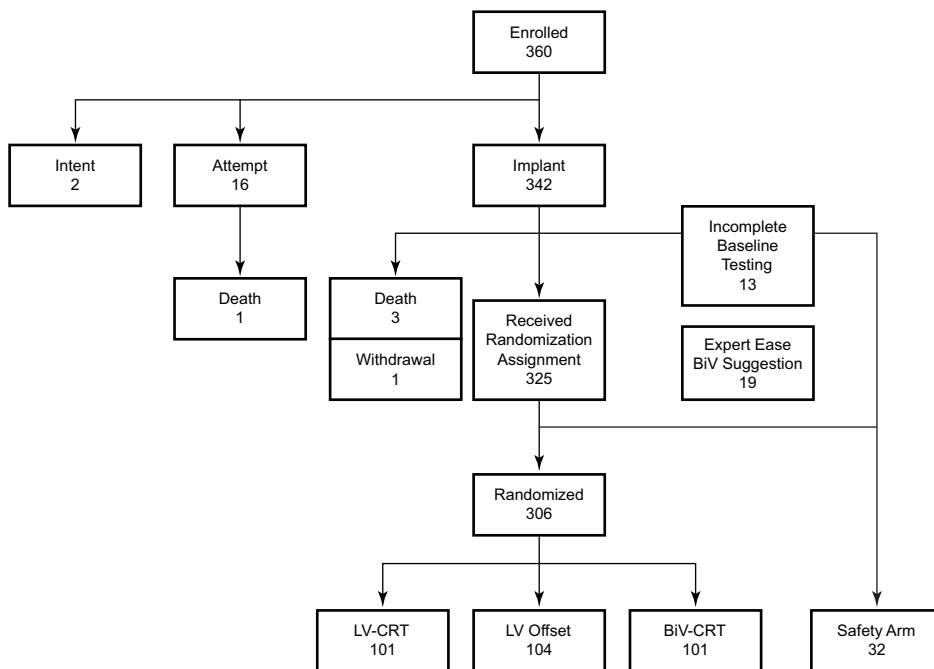 Enrolled
360
Intent
2
Attempt
16
Implant
342
Incomplete
Baseline
Testing
13
Death
1
Death
3
Withdrawal
1
Received
Randomization
Assignment
325
Expert Ease
BiV Suggestion
19
Randomized
306
LV-CRT
101
LV Offset
104
BiV-CRT
101
Safety Arm
32